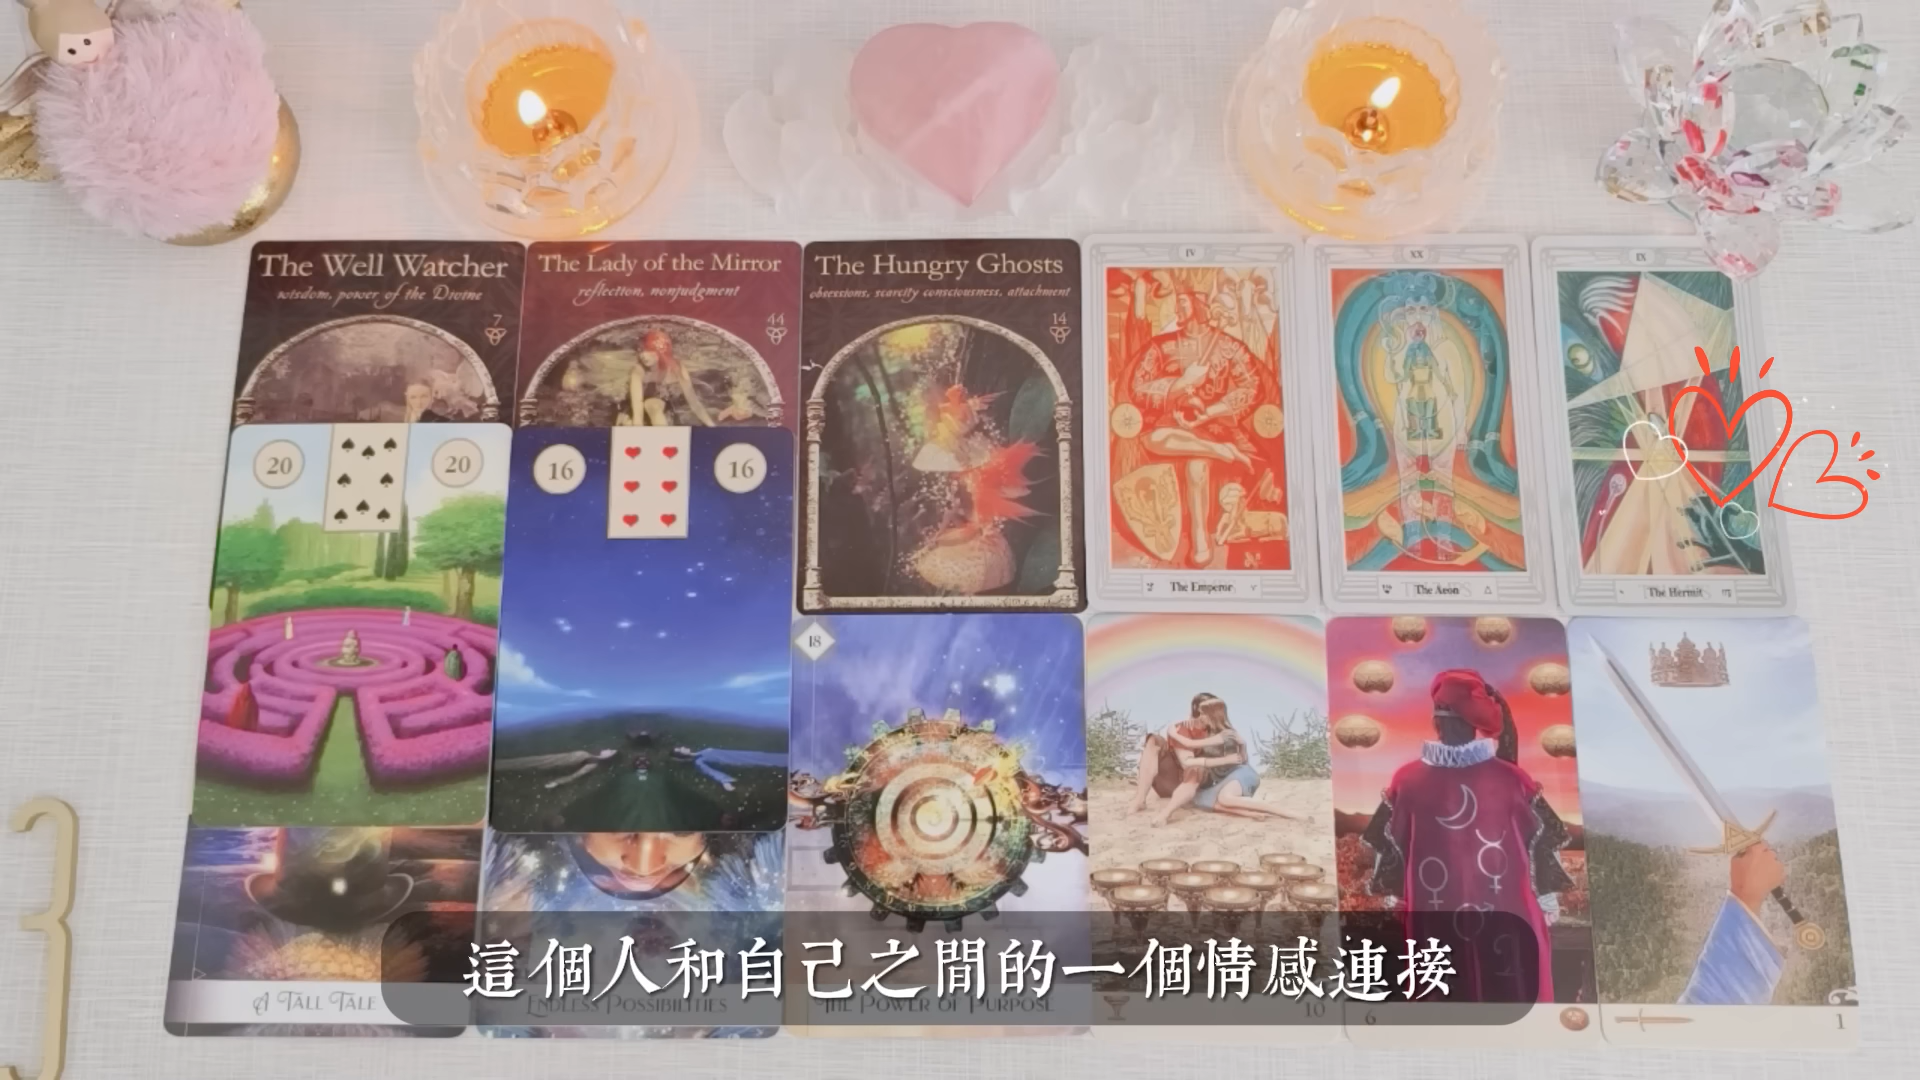 The Well Watcher
wisdom, power of the Divine
7
The Lady of the Mirror
reflection, nonjudgment
44
The Hungry Ghosts
obsessions, scarcity consciousness, attachment
14
IV
The Emperor
XX
The Aeon
IX
The Hermit
20
20
16
16
18
A TALL TALE
ENDLESS POSSIBILITIES
THE POWER OF PURPOSE
10
6
1
3
這個人和自己之間的一個情感連接